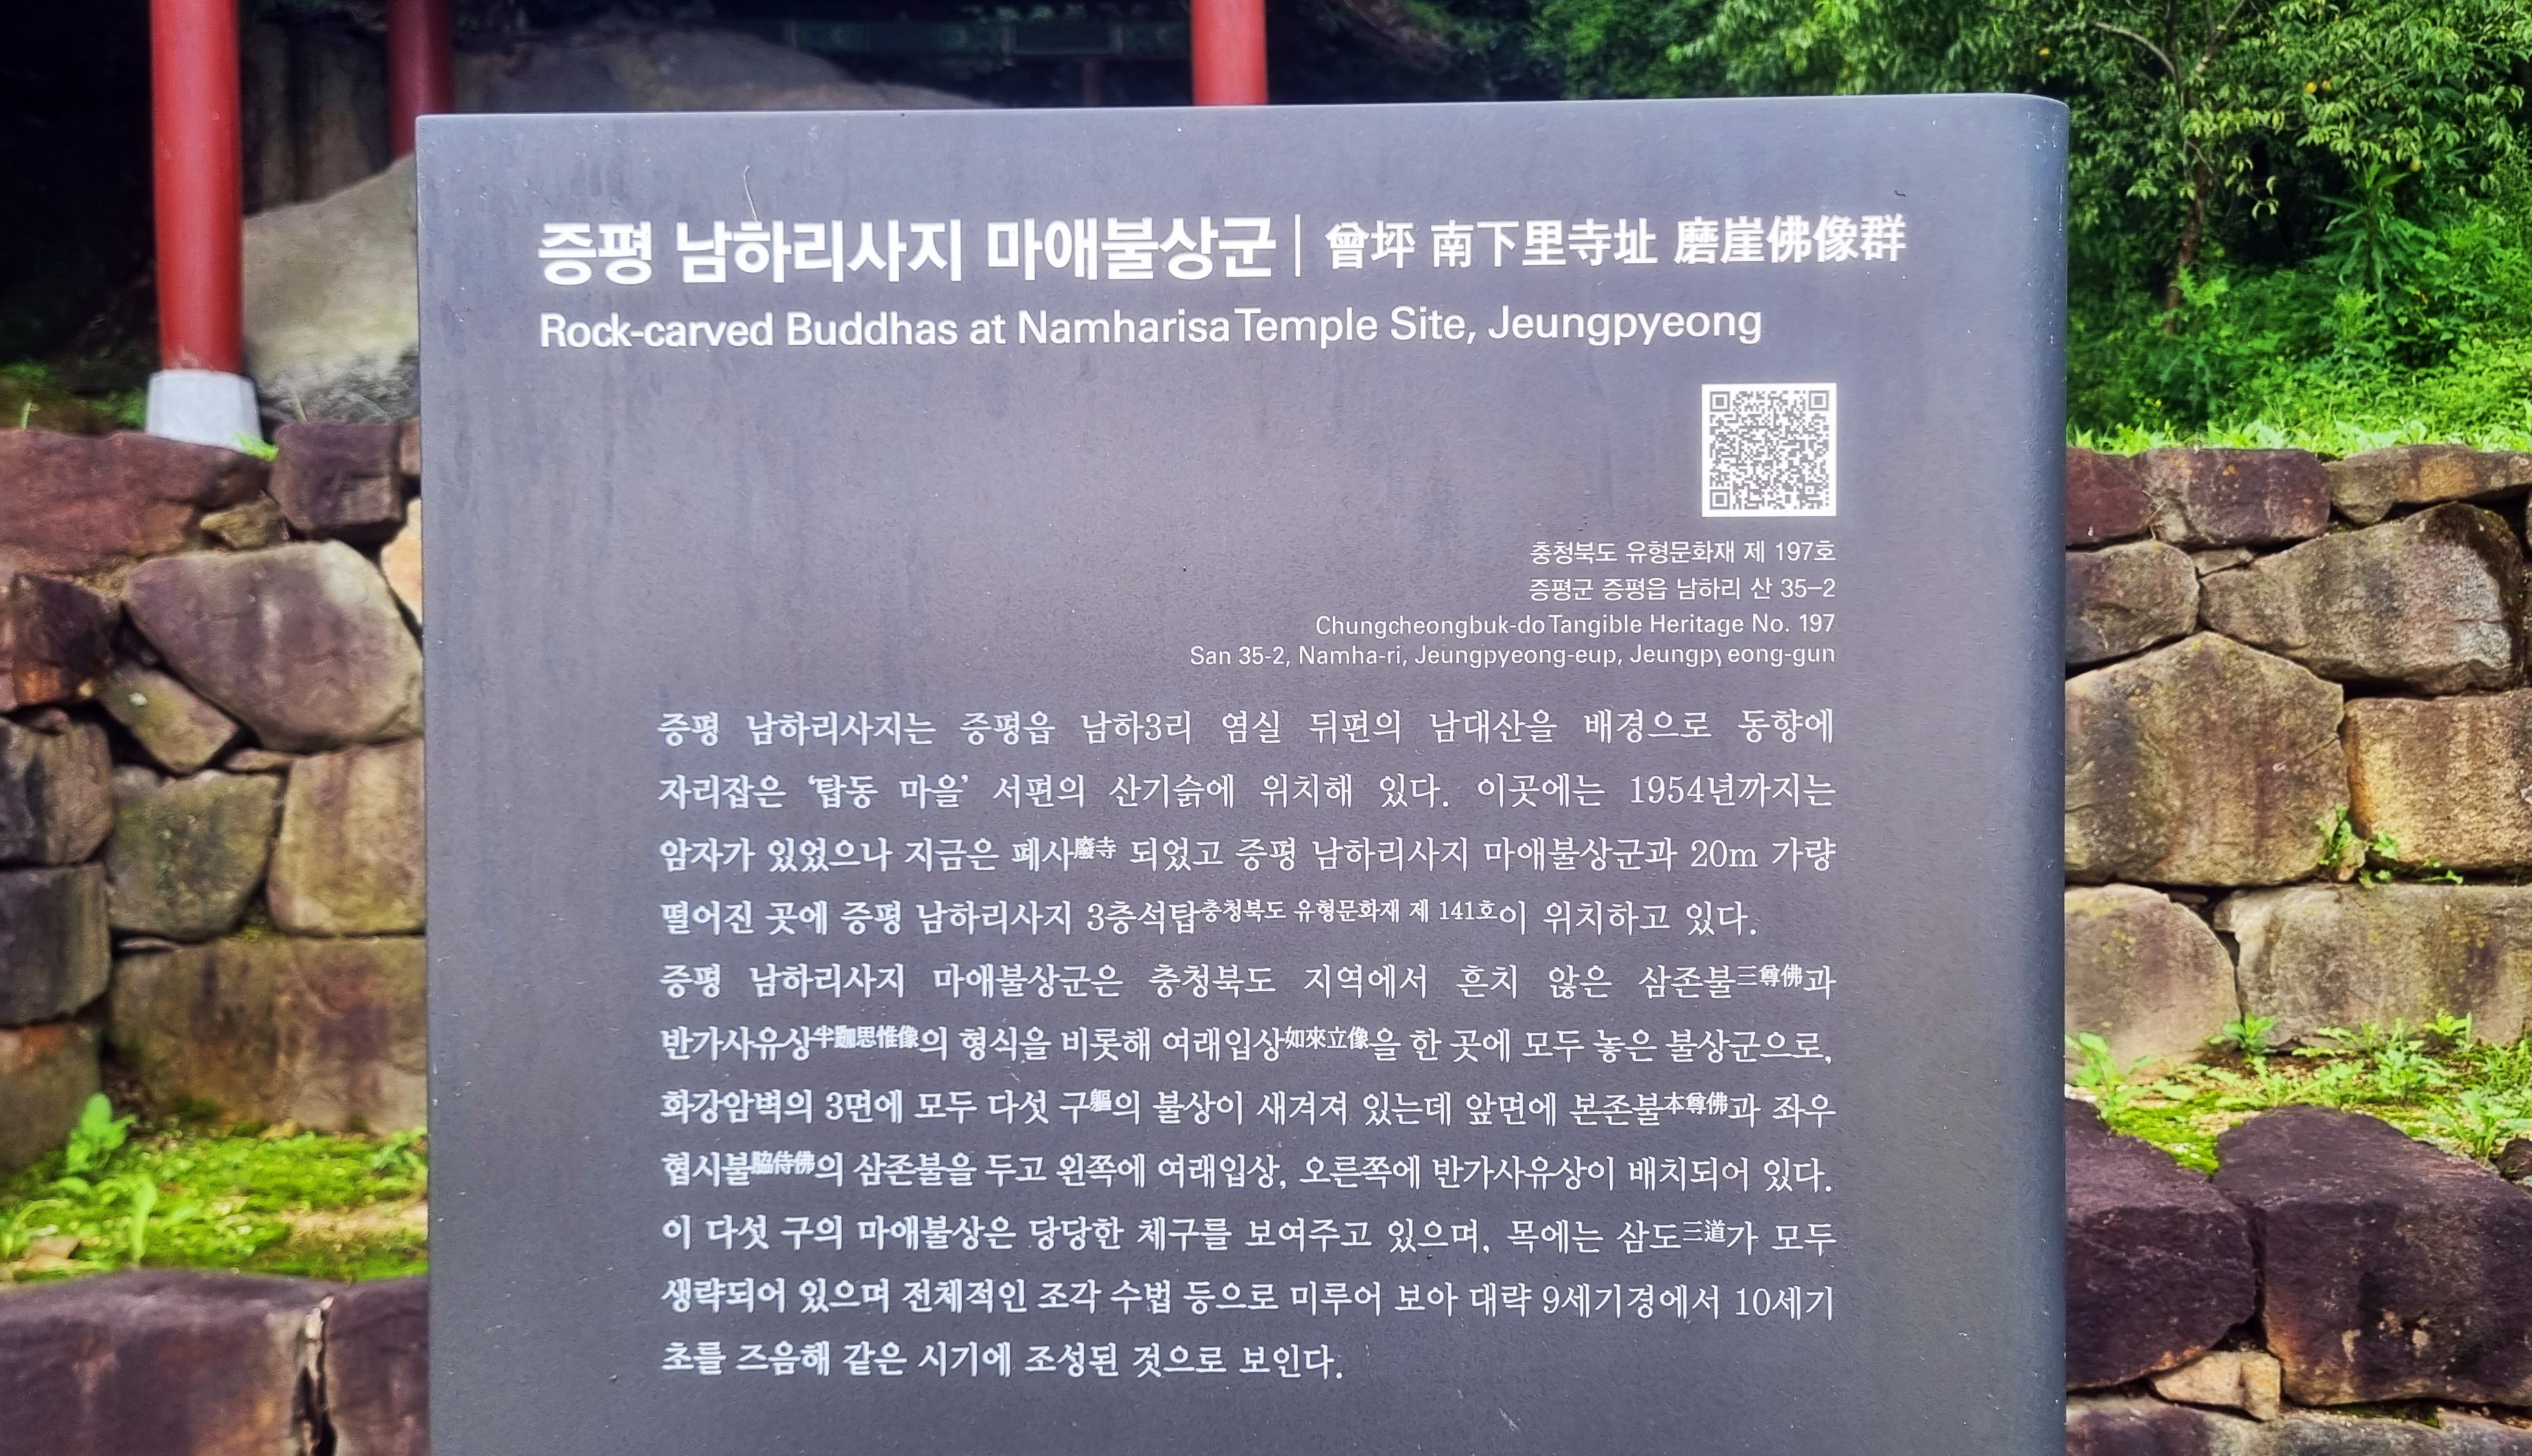 증평 남하리사지 마애불상군 | 曾坪 南下里寺址 磨崖佛像群
Rock-carved Buddhas at Namharisa Temple Site, Jeungpyeong
충청북도 유형문화재 제 197호
증평군 증평읍 남하리 산 35-2
Chungcheongbuk-do Tangible Heritage No. 197
San 35-2, Namha-ri, Jeungpyeong-eup, Jeungpyeong-gun
증평 남하리사지는 증평읍 남하3리 염실 뒤편의 남대산을 배경으로 동향에
자리잡은 ‘탑동 마을’ 서편의 산기슭에 위치해 있다. 이곳에는 1954년까지는
암자가 있었으나 지금은 폐사廢寺 되었고 증평 남하리사지 마애불상군과 20m 가량
떨어진 곳에 증평 남하리사지 3층석탑충청북도 유형문화재 제 141호이 위치하고 있다.
증평 남하리사지 마애불상군은 충청북도 지역에서 흔치 않은 삼존불三尊佛과
반가사유상半跏思惟像의 형식을 비롯해 여래입상如來立像을 한 곳에 모두 놓은 불상군으로,
화강암벽의 3면에 모두 다섯 구軀의 불상이 새겨져 있는데 앞면에 본존불本尊佛과 좌우
협시불脇侍佛의 삼존불을 두고 왼쪽에 여래입상, 오른쪽에 반가사유상이 배치되어 있다.
이 다섯 구의 마애불상은 당당한 체구를 보여주고 있으며, 목에는 삼도三道가 모두
생략되어 있으며 전체적인 조각 수법 등으로 미루어 보아 대략 9세기경에서 10세기
초를 즈음해 같은 시기에 조성된 것으로 보인다.